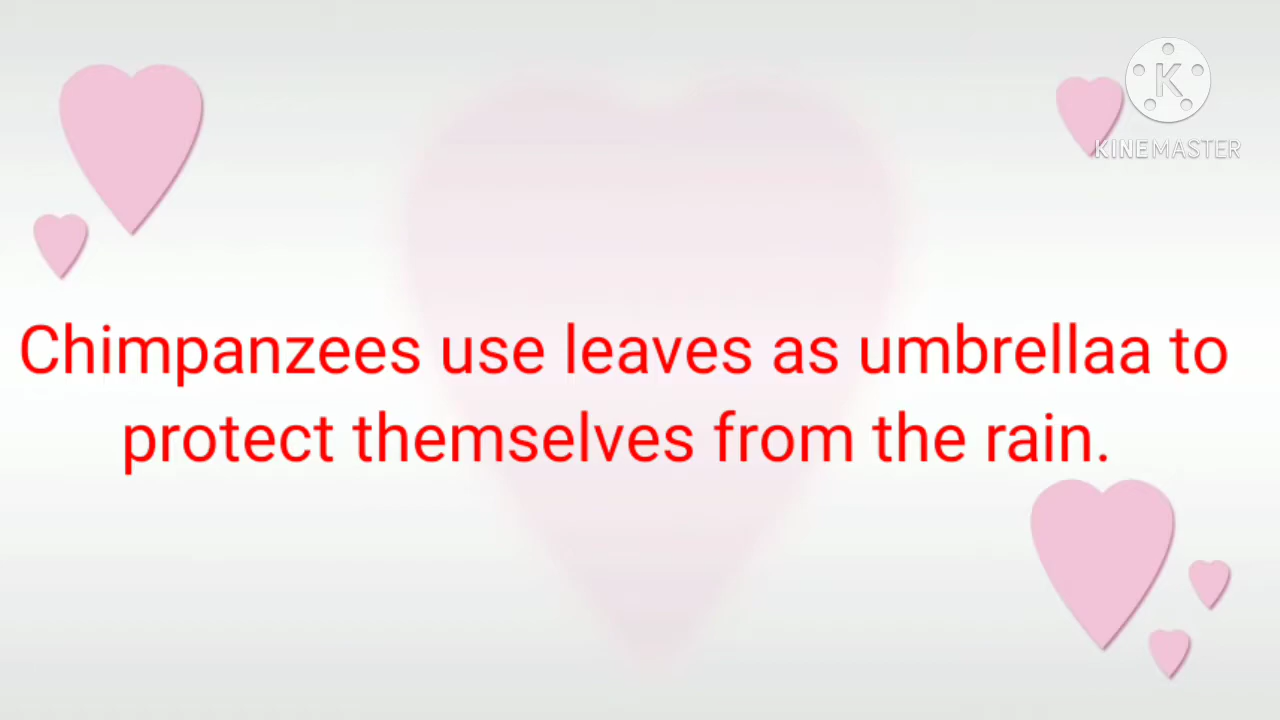 K
KINEMASTER
Chimpanzees use leaves as umbrellaa to
protect themselves from the rain.